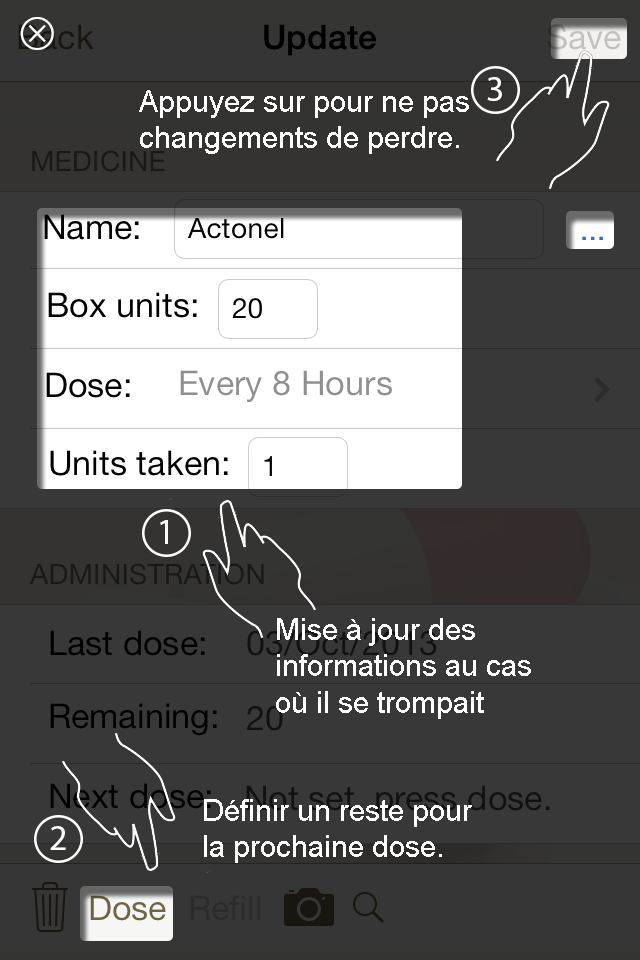 Back
Update
Save
Appuyez sur pour ne pas
changements de perdre.
3
MEDICINE
Name: Actonel ...
Box units: 20
Dose: Every 8 Hours
Units taken: 1
1
ADMINISTRATION
Last dose: 03/Oct/2013
Mise à jour des
informations au cas
où il se trompait
Remaining: 20
Next dose: Not set, press dose.
2
Définir un reste pour
la prochaine dose.
Dose Refill